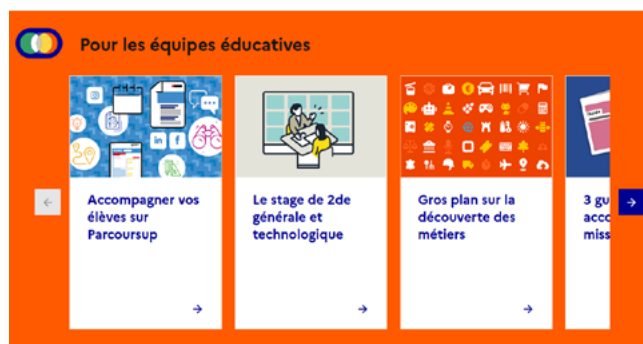 Pour les équipes éducatives
Accompagner vos
élèves sur
Parcoursup
Le stage de 2de
générale et
technologique
Gros plan sur la
découverte des
métiers
3 gu
acco
miss